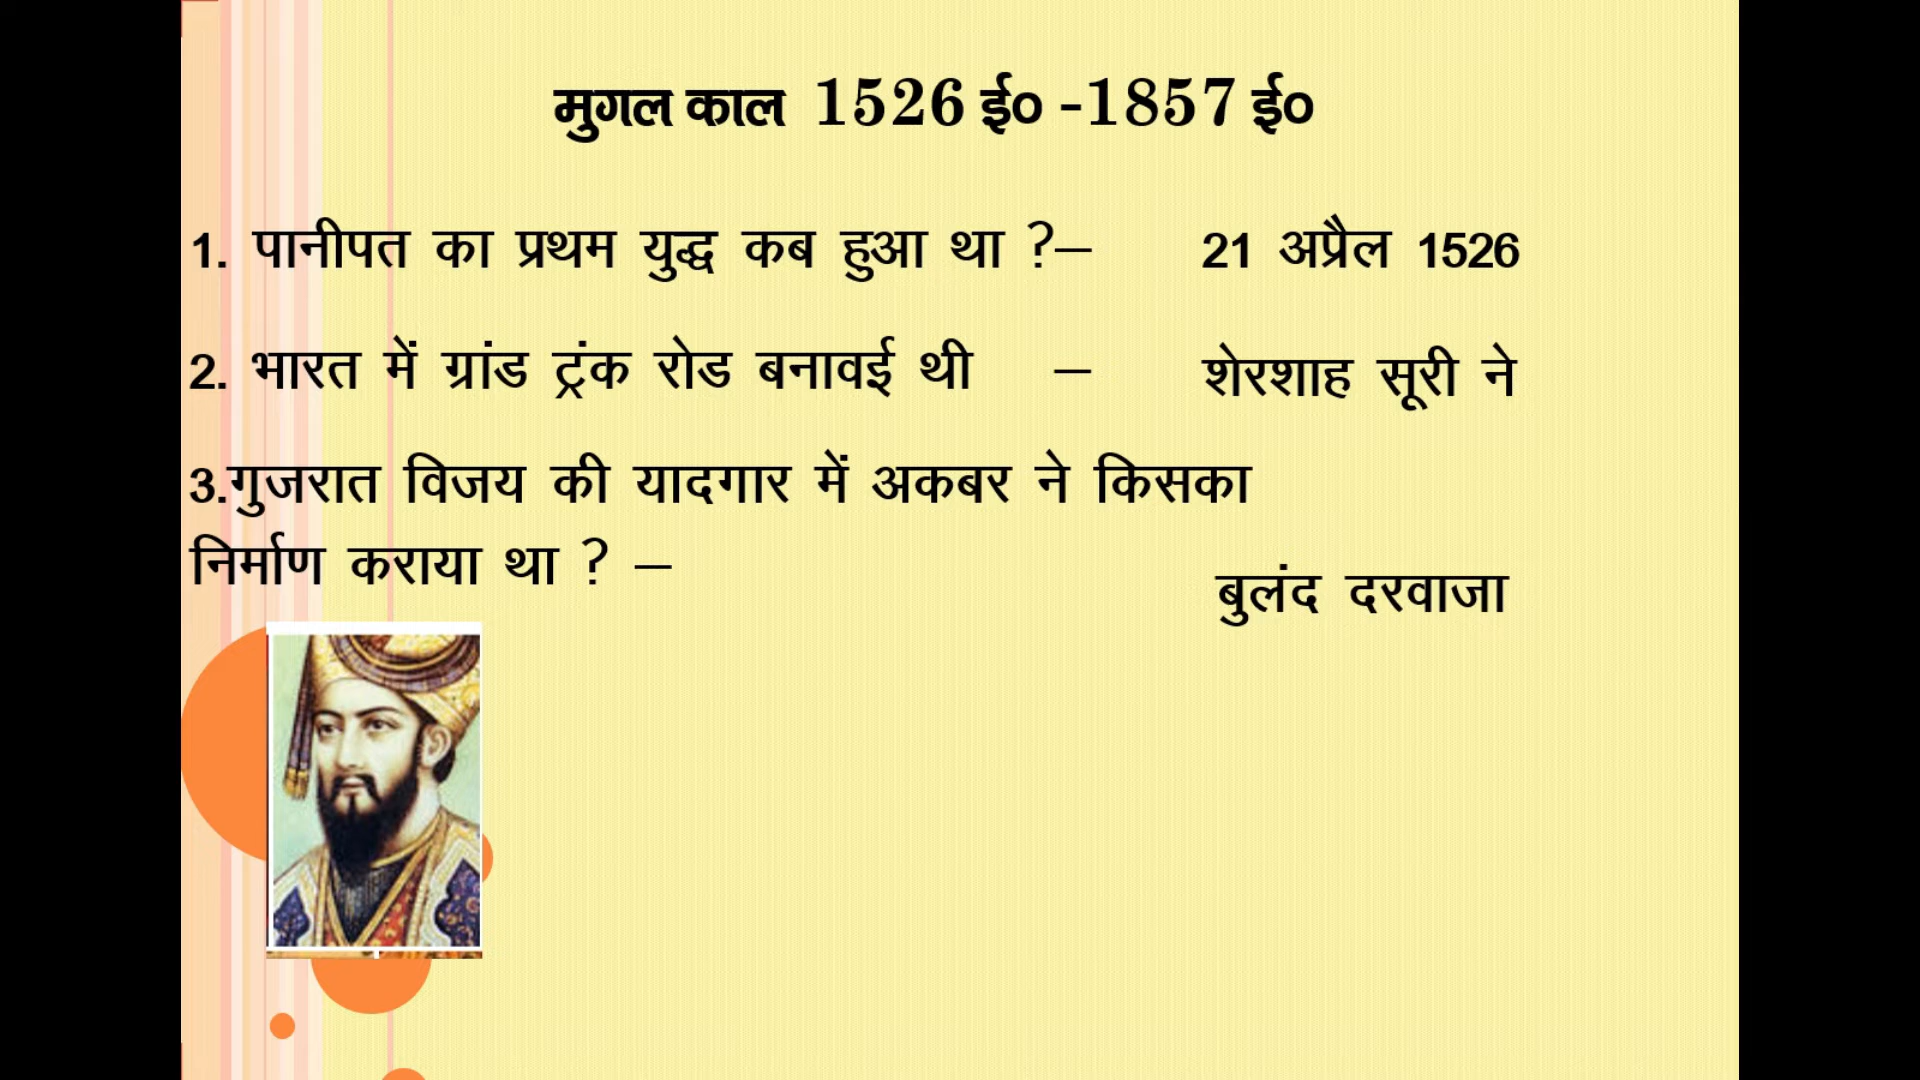 मुगल काल 1526 ई० -1857 ई०
1. पानीपत का प्रथम युद्ध कब हुआ था ?– 21 अप्रैल 1526
2. भारत में ग्रांड ट्रंक रोड बनावई थी – शेरशाह सूरी ने
3.गुजरात विजय की यादगार में अकबर ने किसका
निर्माण कराया था ? –
बुलंद दरवाजा